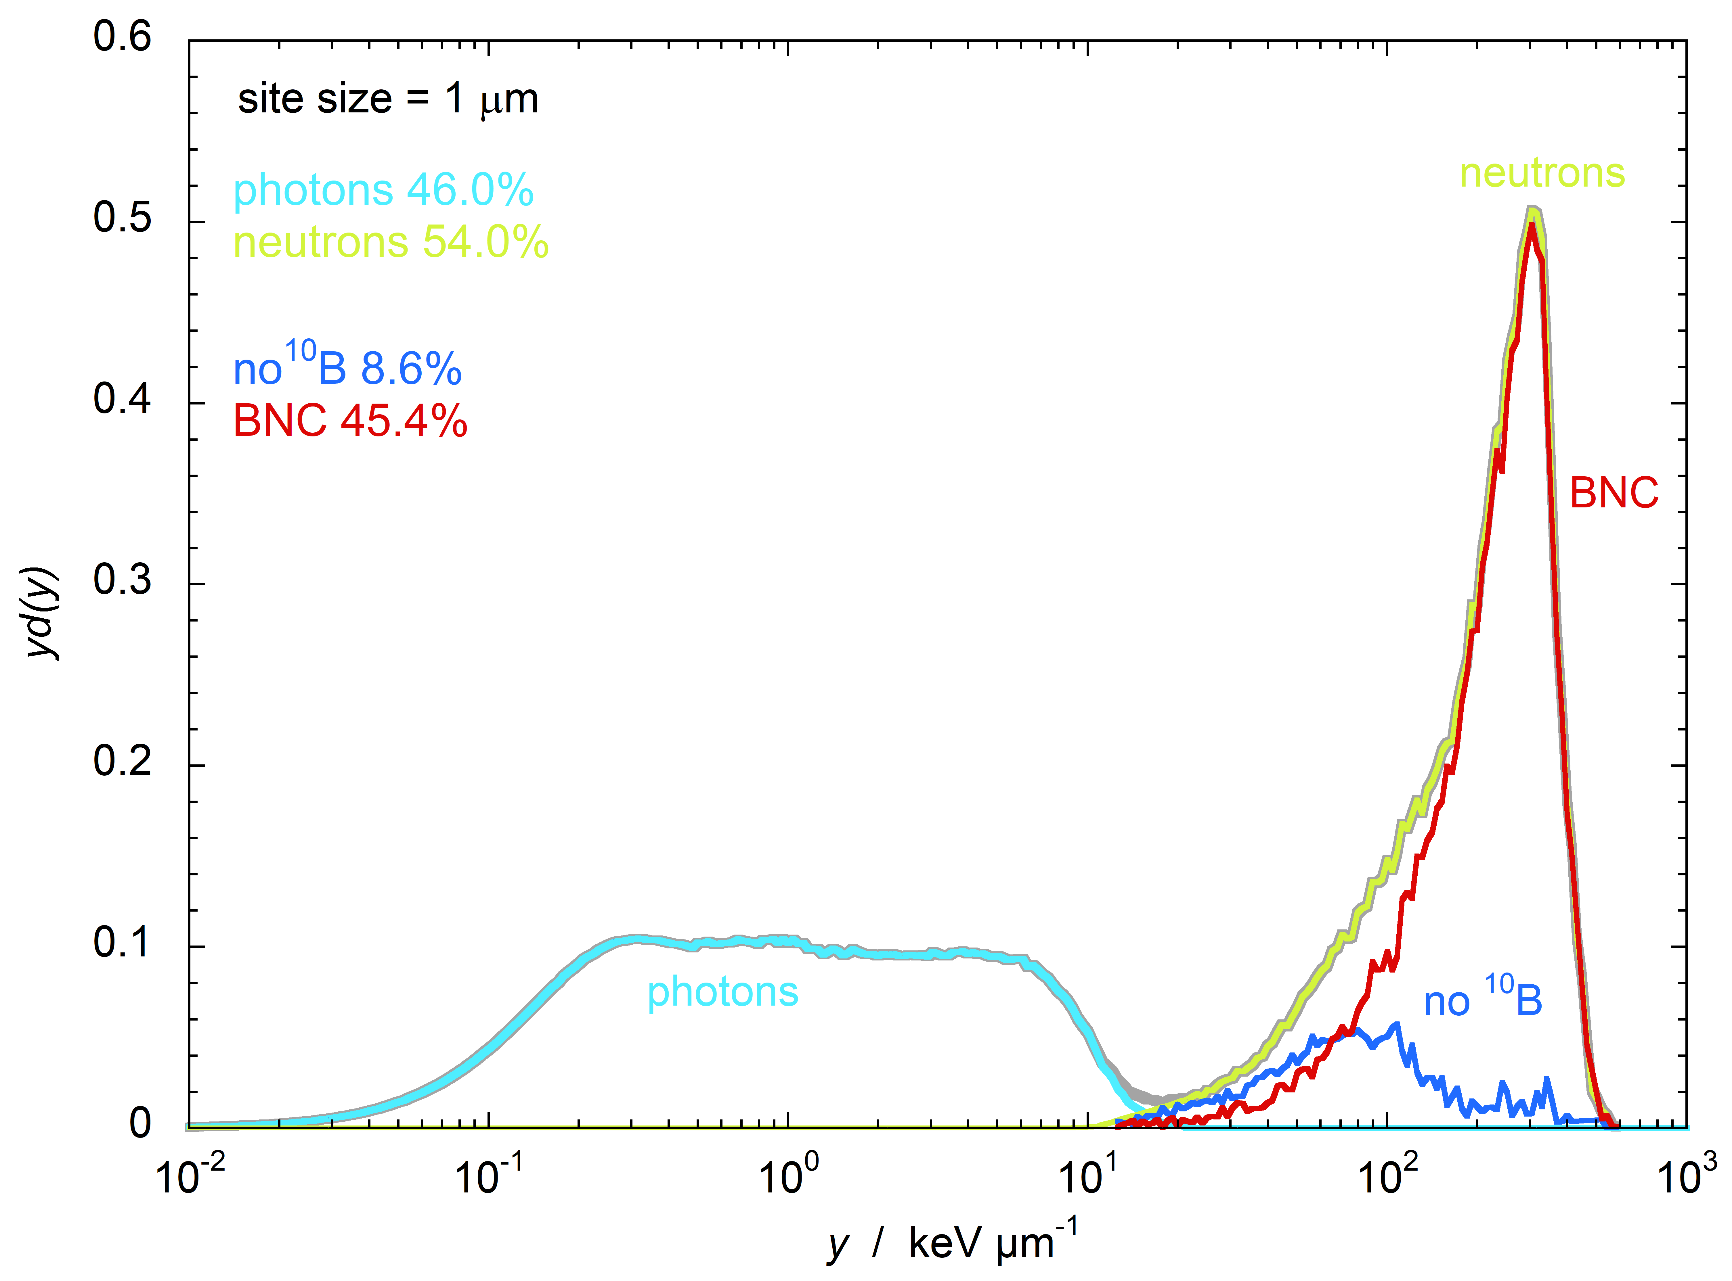 0.6
site size = 1 μm
photons 46.0%
neutrons 54.0%
neutrons
0.5
no¹⁰B 8.6%
BNC 45.4%
0.4
BNC
0.3
yd(y)
0.2
0.1
photons
no ¹⁰B
0
10⁻² 10⁻¹ 10⁰ 10¹ 10² 10³
y / keV µm⁻¹